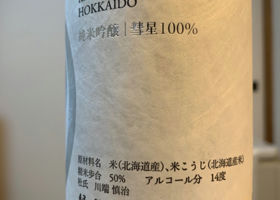 HOKKAIDO
純米吟醸 | 彗星100%
原材料名 米(北海道産)、米こうじ(北海道産米)
精米歩合 50% アルコール分 14度
杜氏 川端 慎治